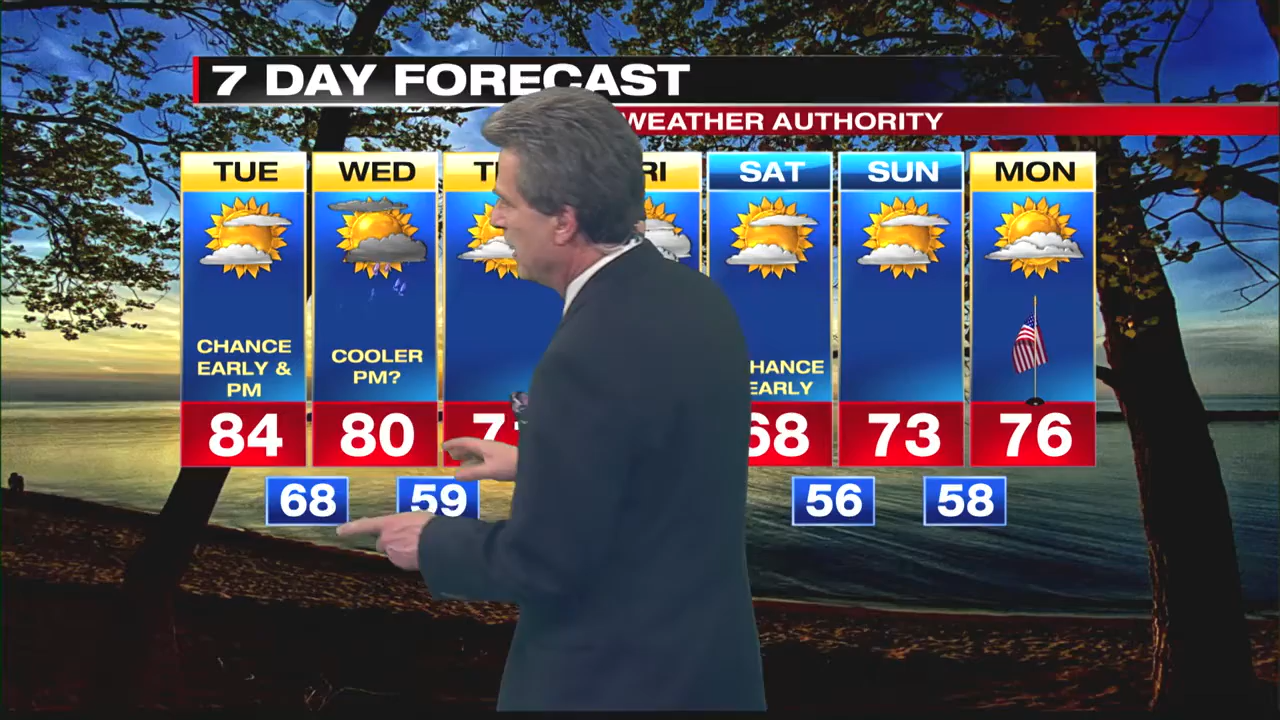 7 DAY FORECAST
WEATHER AUTHORITY
TUE WED SAT SUN MON
CHANCE
EARLY &
PM
COOLER
PM?
EARLY
84 80 68 73 76
68 59 56 58